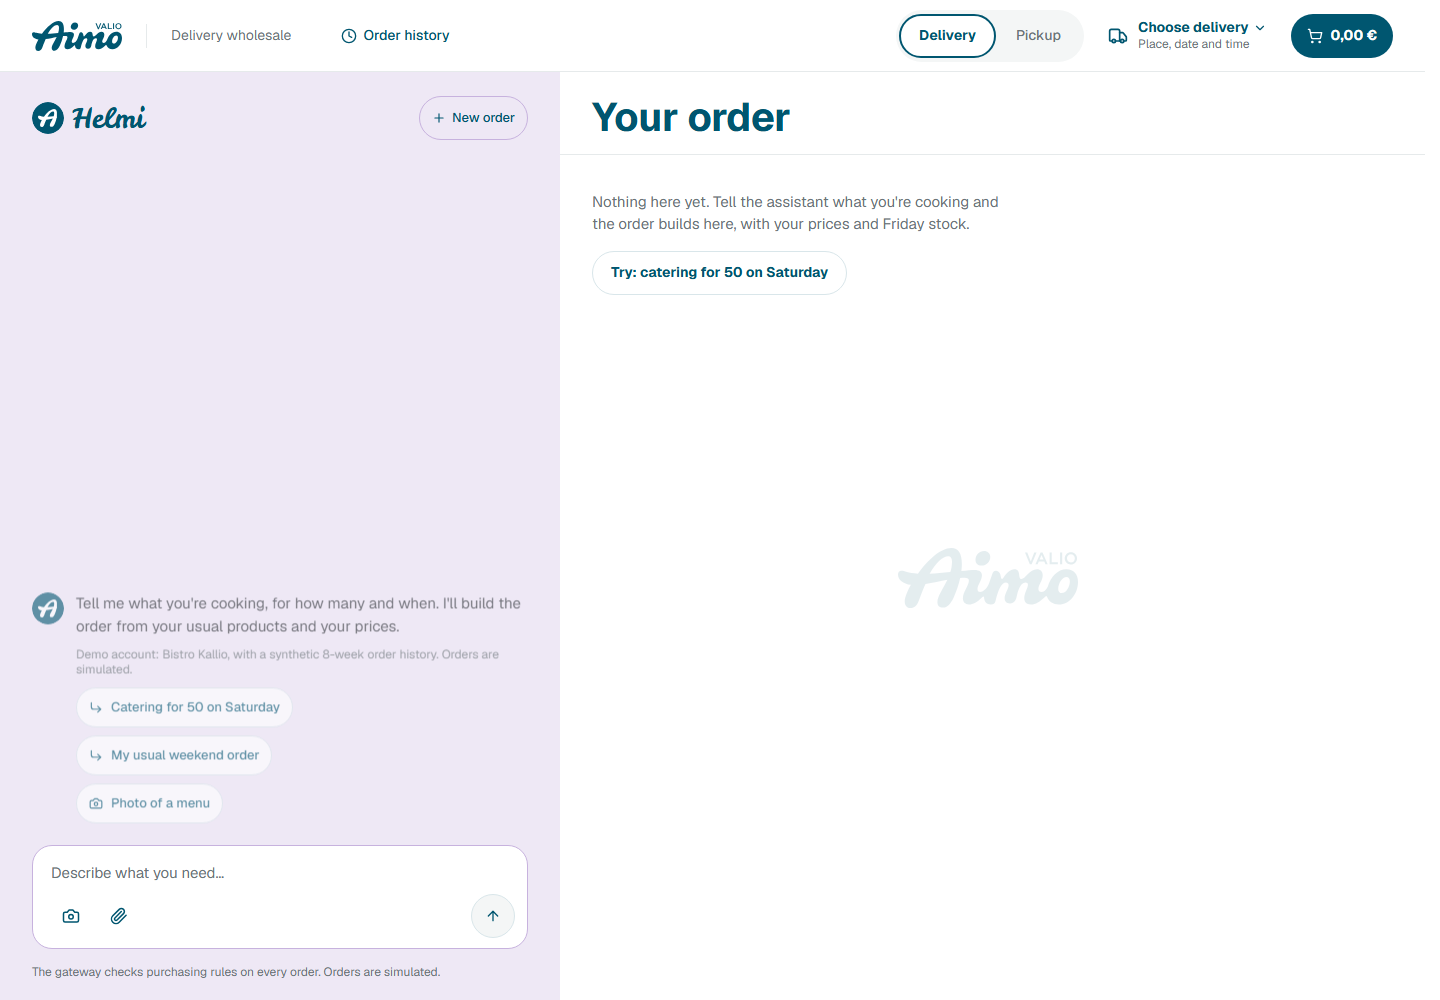 Aimo VALIO
Delivery wholesale
Order history
Delivery
Pickup
Choose delivery
Place, date and time
0,00 €
A Helmi
New order
Your order
Nothing here yet. Tell the assistant what you're cooking and
the order builds here, with your prices and Friday stock.
Try: catering for 50 on Saturday
Aimo VALIO
A
Tell me what you're cooking, for how many and when. I'll build the
order from your usual products and your prices.
Demo account: Bistro Kallio, with a synthetic 8-week order history. Orders are
simulated.
Catering for 50 on Saturday
My usual weekend order
Photo of a menu
Describe what you need...
The gateway checks purchasing rules on every order. Orders are simulated.